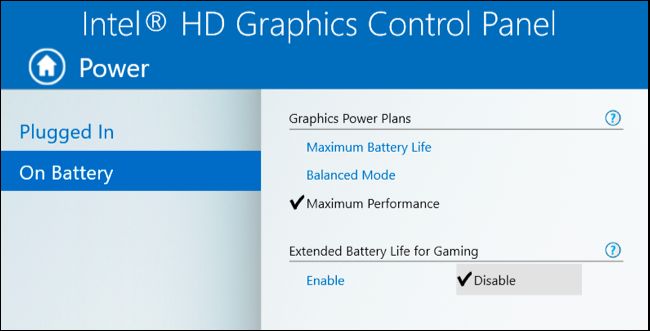 Intel® HD Graphics Control Panel
Power
Plugged In
On Battery
Graphics Power Plans ?
Maximum Battery Life
Balanced Mode
Maximum Performance
Extended Battery Life for Gaming ?
Enable Disable